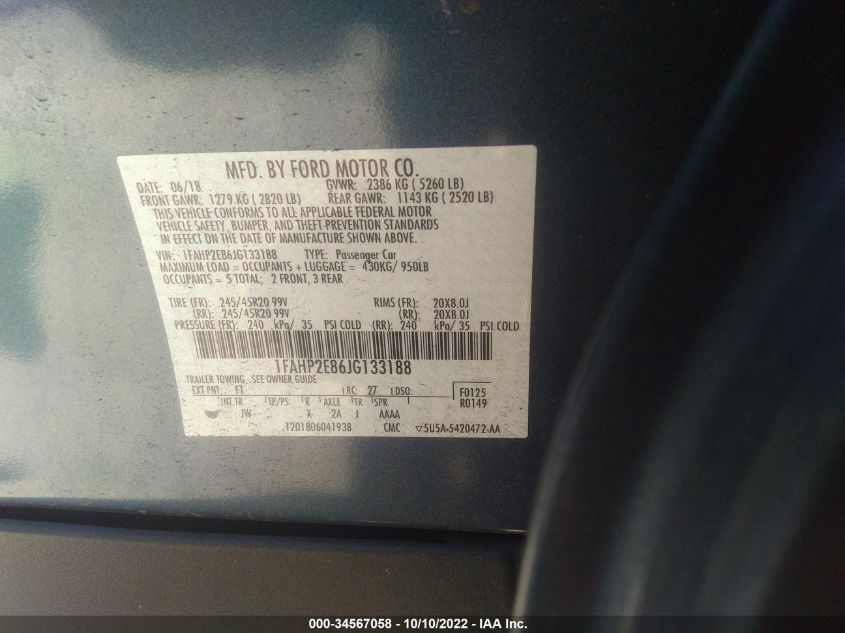 MFD. BY FORD MOTOR CO.
DATE: 06/18 GVWR: 2386 KG ( 5260 LB)
FRONT GAWR: 1279 KG ( 2820 LB) REAR GAWR: 1143 KG ( 2520 LB)
THIS VEHICLE CONFORMS TO ALL APPLICABLE FEDERAL MOTOR
VEHICLE SAFETY, BUMPER, AND THEFT-PREVENTION STANDARDS
IN EFFECT ON THE DATE OF MANUFACTURE SHOWN ABOVE.
VIN: 1FAHP2E86JG133188 TYPE: Passenger Car
MAXIMUM LOAD = OCCUPANTS + LUGGAGE = 430KG/ 950LB
OCCUPANTS = 5 TOTAL; 2 FRONT, 3 REAR
TIRE (FR): 245/45R20 99V RIMS (FR): 20X8.0J
(RR): 245/45R20 99V (RR): 20X8.0J
PRESSURE (FR): 240 kPa/ 35 PSI COLD (RR): 240 kPa/ 35 PSI COLD
1FAHP2E86JG133188
TRAILER TOWING - SEE OWNER GUIDE
EXT PNT: FT RC: 27 DSO: F0125
INT TR TP/PS R AXLE TR SPR R0149
JW X 2A J AAAA
1201806041938 CMC ▽5U5A-5420472-AA
000-34567058 - 10/10/2022 - IAA Inc.